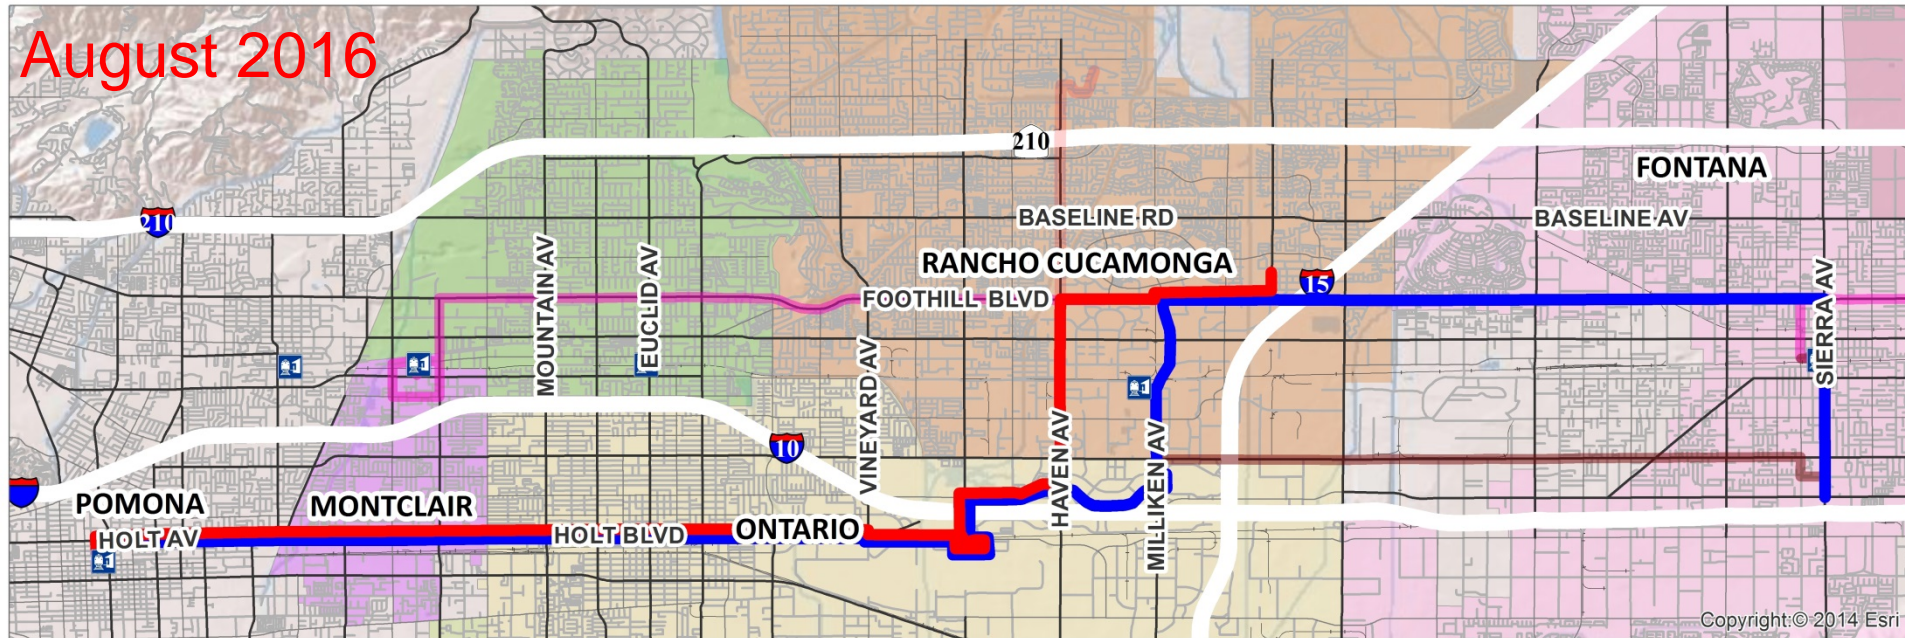 August 2016
210
FONTANA
210
BASELINE RD
BASELINE AV
MOUNTAIN AV
EUCLID AV
RANCHO CUCAMONGA
15
SIERRA AV
FOOTHILL BLVD
VINEYARD AV
HAVEN AV
MILLIKEN AV
10
POMONA
MONTCLAIR
ONTARIO
HOLT AV
HOLT BLVD
Copyright:© 2014 Esri